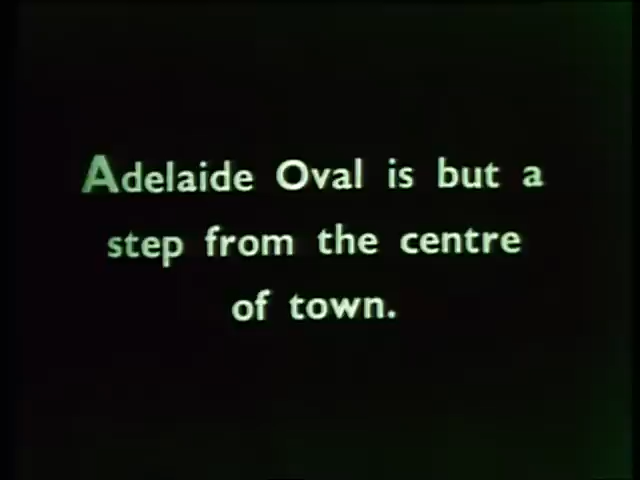 Adelaide Oval is but a
step from the centre
of town.